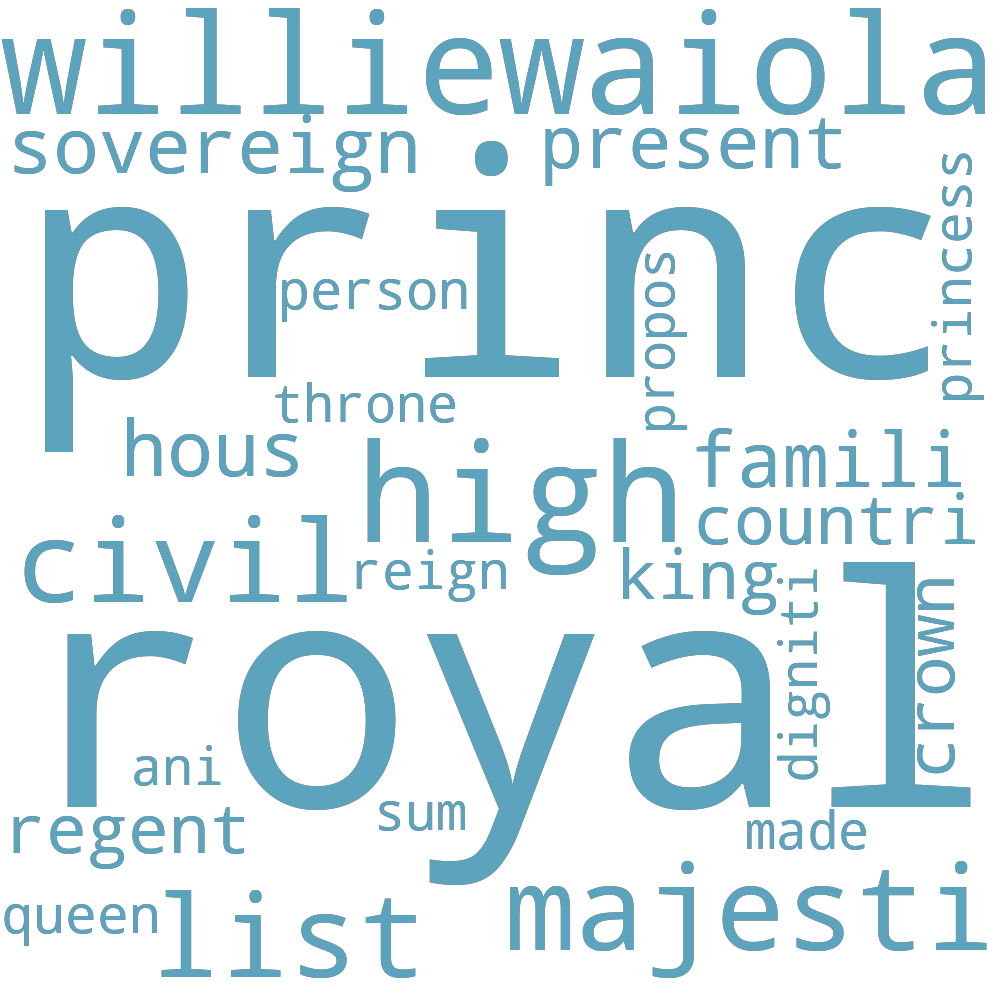 williewaiola
sovereign
present
princ
princess
person
propos
throne
hous
high
famili
countri
civil
reign
king
royal
digniti
crown
ani
regent
sum
made
queen
list
majesti